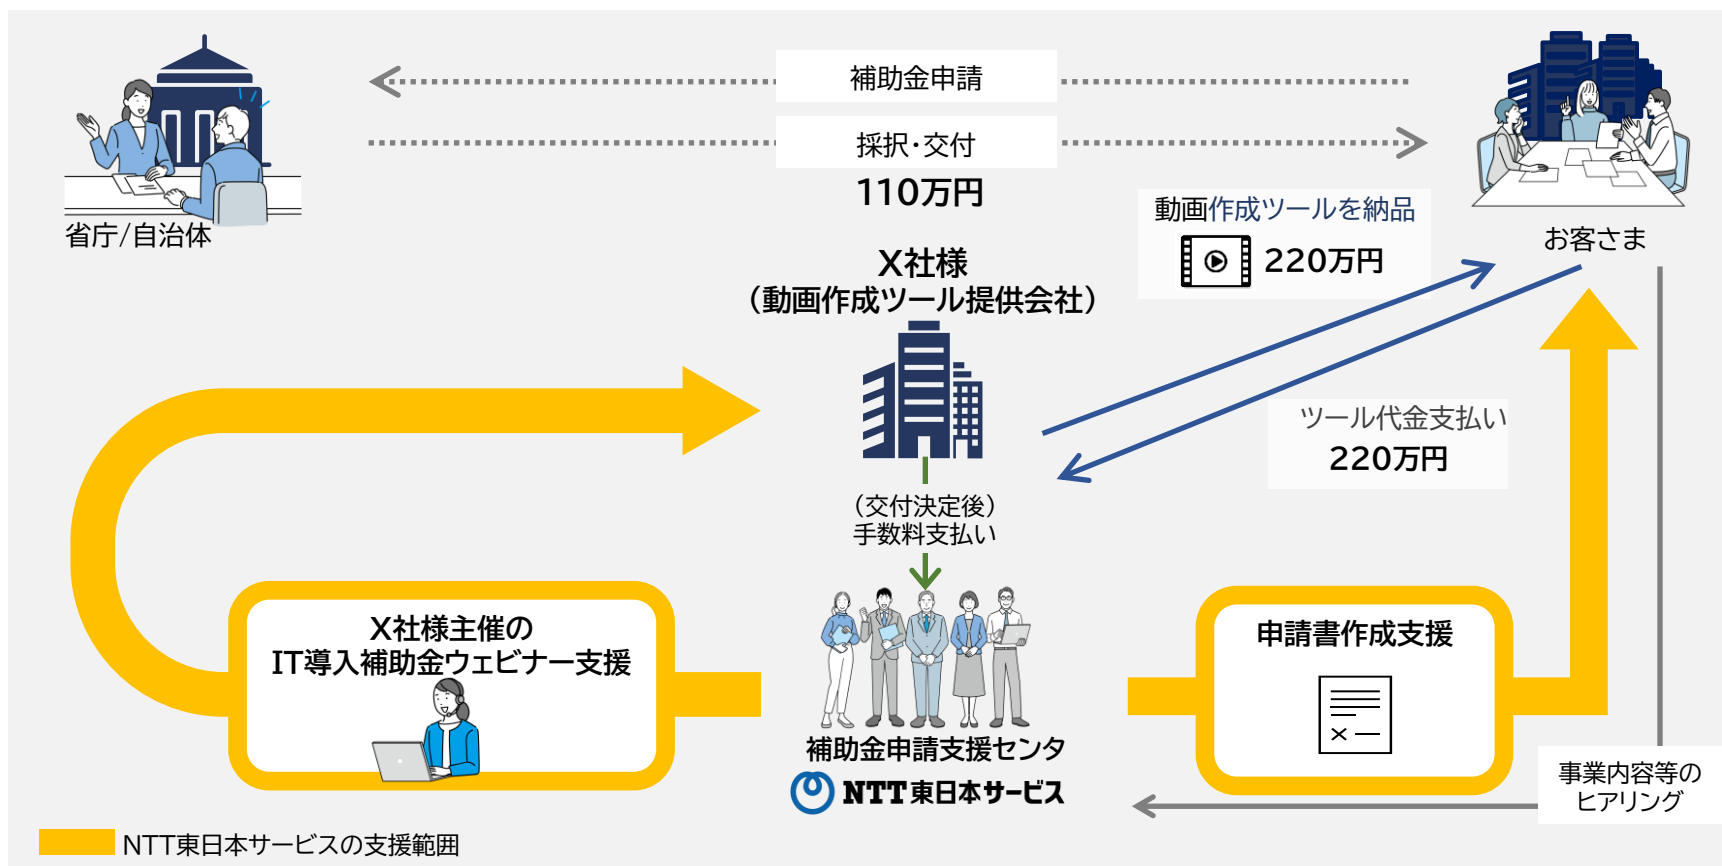 補助金申請
採択・交付
110万円
省庁/自治体
お客さま
動画作成ツールを納品
220万円
X社様
（動画作成ツール提供会社）
ツール代金支払い
220万円
（交付決定後）
手数料支払い
X社様主催の
IT導入補助金ウェビナー支援
申請書作成支援
補助金申請支援センタ
NTT東日本サービス
事業内容等の
ヒアリング
NTT東日本サービスの支援範囲